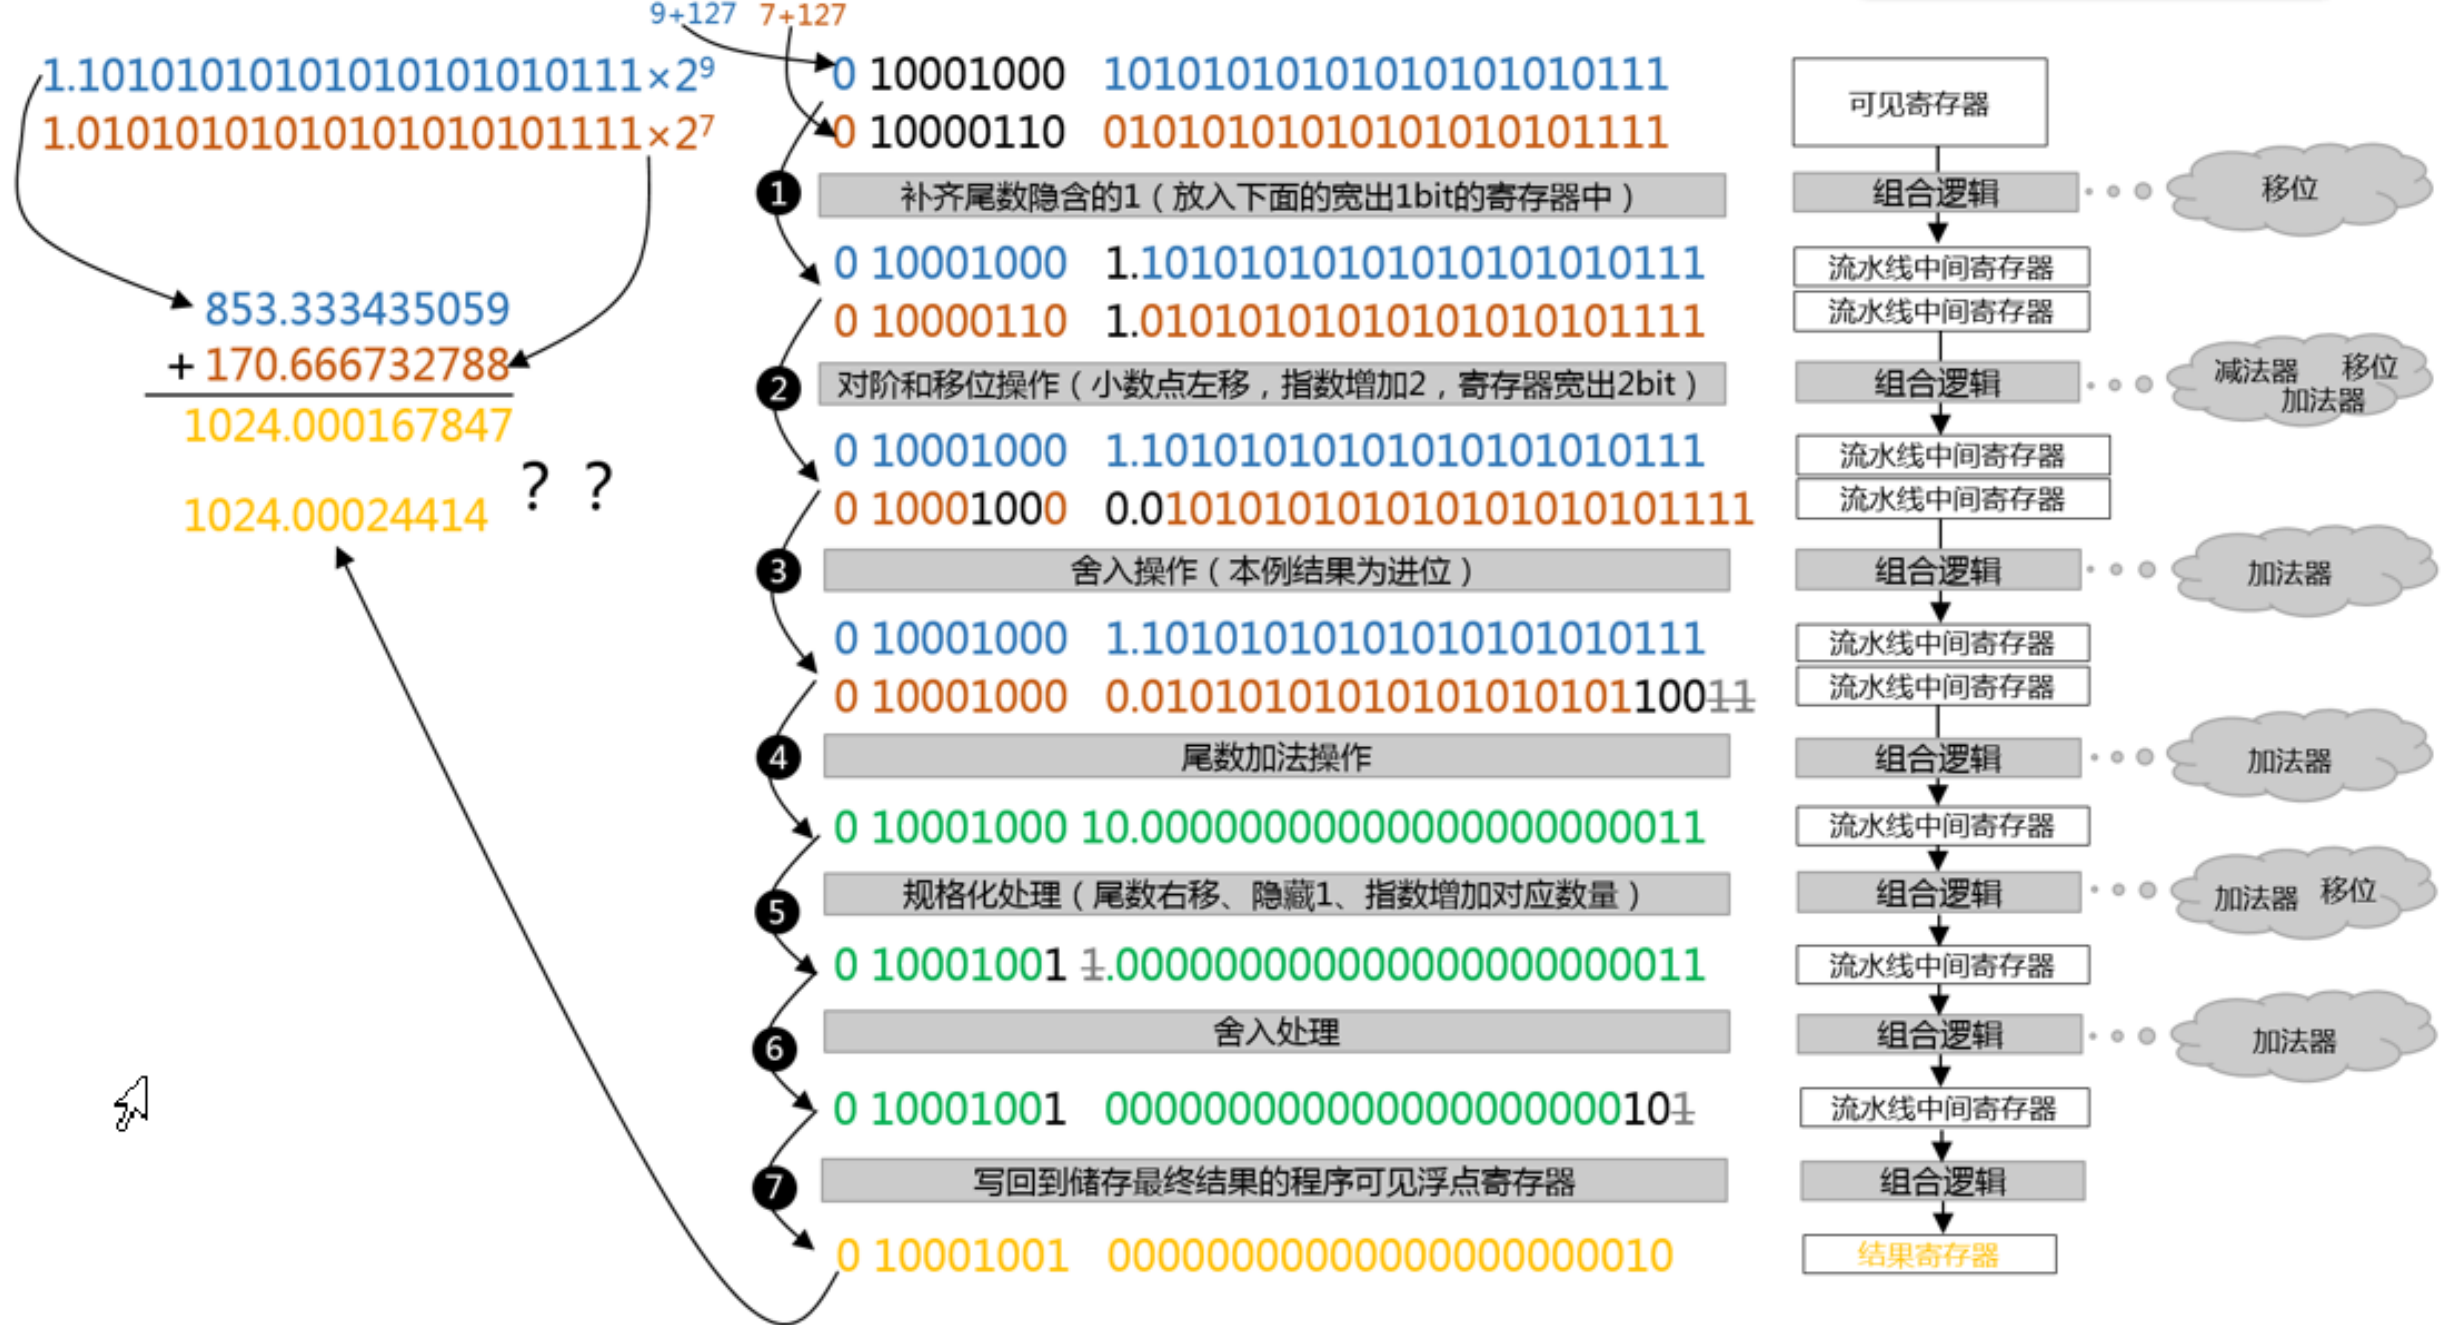 9+127 7+127
1.10101010101010101010111×2⁹
1.01010101010101010101111×2⁷
853.333435059
+ 170.666732788
1024.000167847
1024.00024414
? ?
0 10001000 10101010101010101010111
0 10000110 01010101010101010101111
1 补齐尾数隐含的1（放入下面的宽出1bit的寄存器中）
0 10001000 1.10101010101010101010111
0 10000110 1.01010101010101010101111
2 对阶和移位操作（小数点左移，指数增加2，寄存器宽出2bit）
0 10001000 1.10101010101010101010111
0 10001000 0.0101010101010101010101111
3 舍入操作（本例结果为进位）
0 10001000 1.10101010101010101010111
0 10001000 0.0101010101010101010110011
4 尾数加法操作
0 10001000 10.00000000000000000000011
5 规格化处理（尾数右移、隐藏1、指数增加对应数量）
0 10001001 1.000000000000000000000011
6 舍入处理
0 10001001 000000000000000000000101
7 写回到储存最终结果的程序可见浮点寄存器
0 10001001 00000000000000000000010
可见寄存器
组合逻辑
移位
流水线中间寄存器
流水线中间寄存器
组合逻辑
减法器 移位
加法器
流水线中间寄存器
流水线中间寄存器
组合逻辑
加法器
流水线中间寄存器
流水线中间寄存器
组合逻辑
加法器
流水线中间寄存器
组合逻辑
加法器 移位
流水线中间寄存器
组合逻辑
加法器
流水线中间寄存器
组合逻辑
结果寄存器